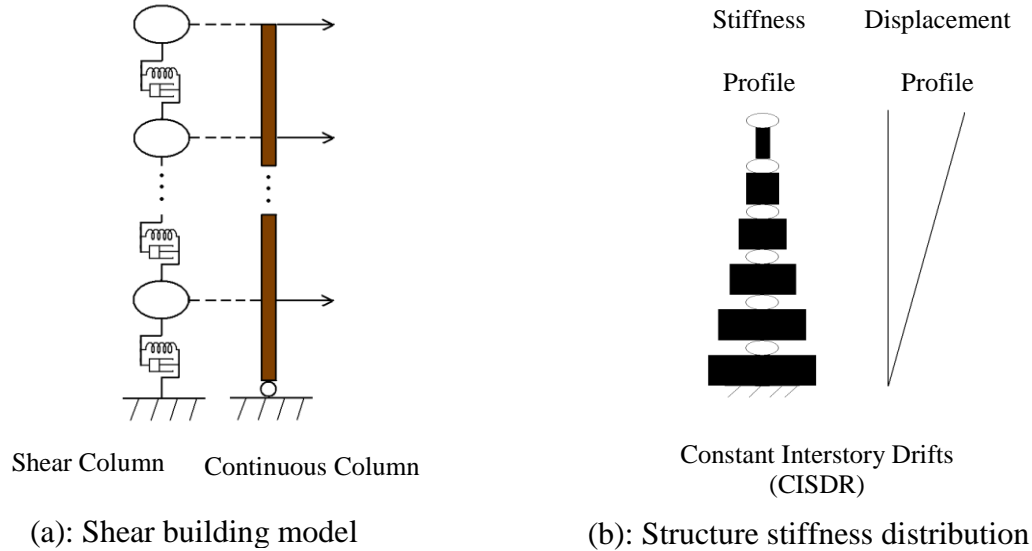 Stiffness
Profile
Displacement
Profile
Shear Column
Continuous Column
Constant Interstory Drifts
(CISDR)
(a): Shear building model
(b): Structure stiffness distribution